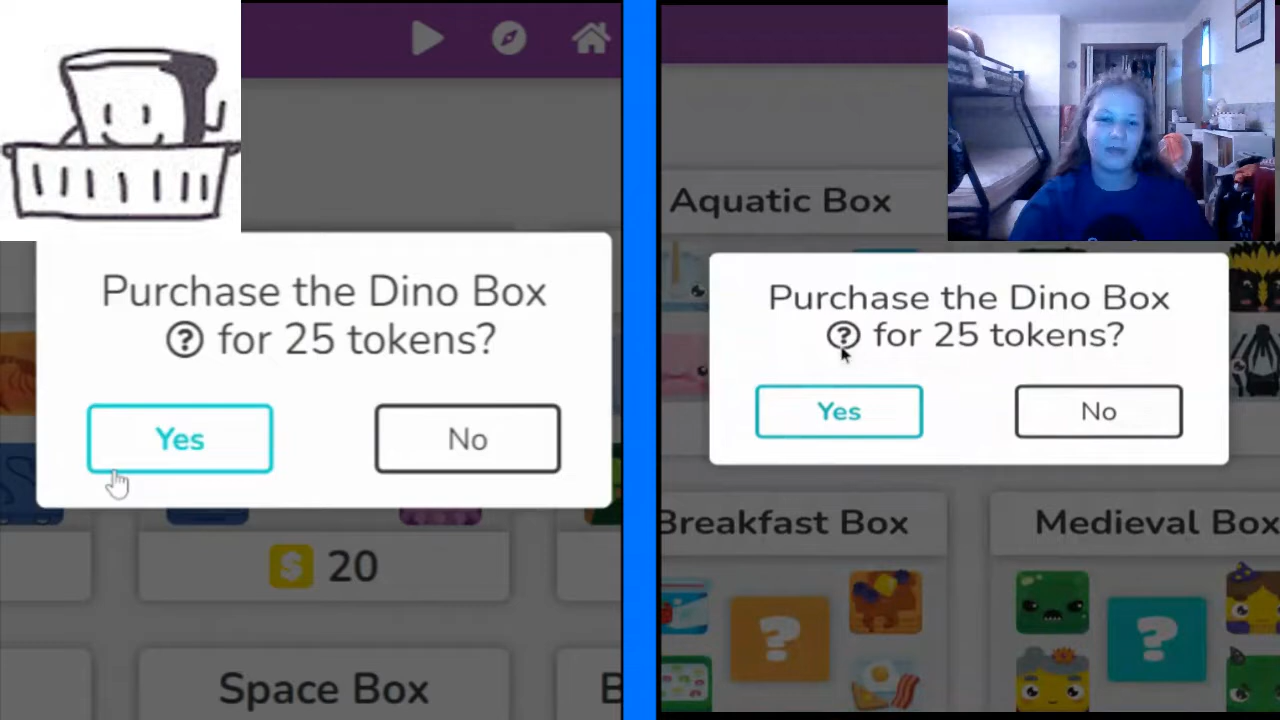 Purchase the Dino Box
? for 25 tokens?
Yes
No
$ 20
Space Box
B
Aquatic Box
Purchase the Dino Box
? for 25 tokens?
Yes
No
Breakfast Box
Medieval Box
?
?